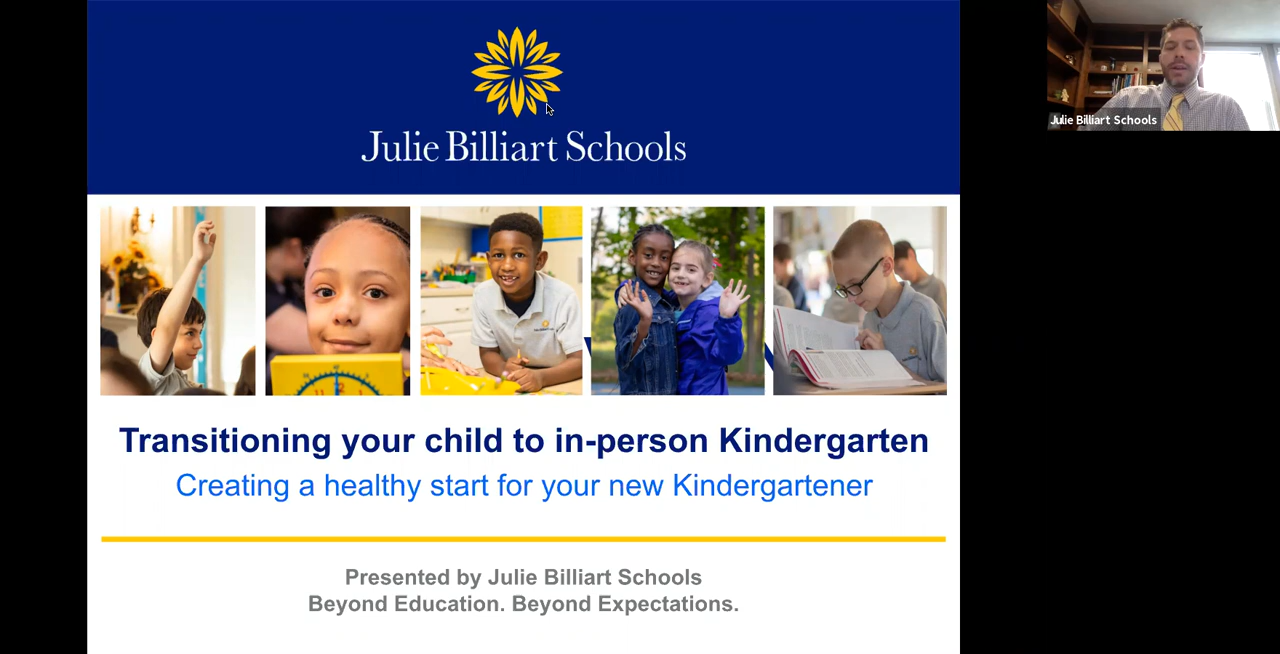 Julie Billiart Schools
Julie Billiart Schools
Transitioning your child to in-person Kindergarten
Creating a healthy start for your new Kindergartener
Presented by Julie Billiart Schools
Beyond Education. Beyond Expectations.